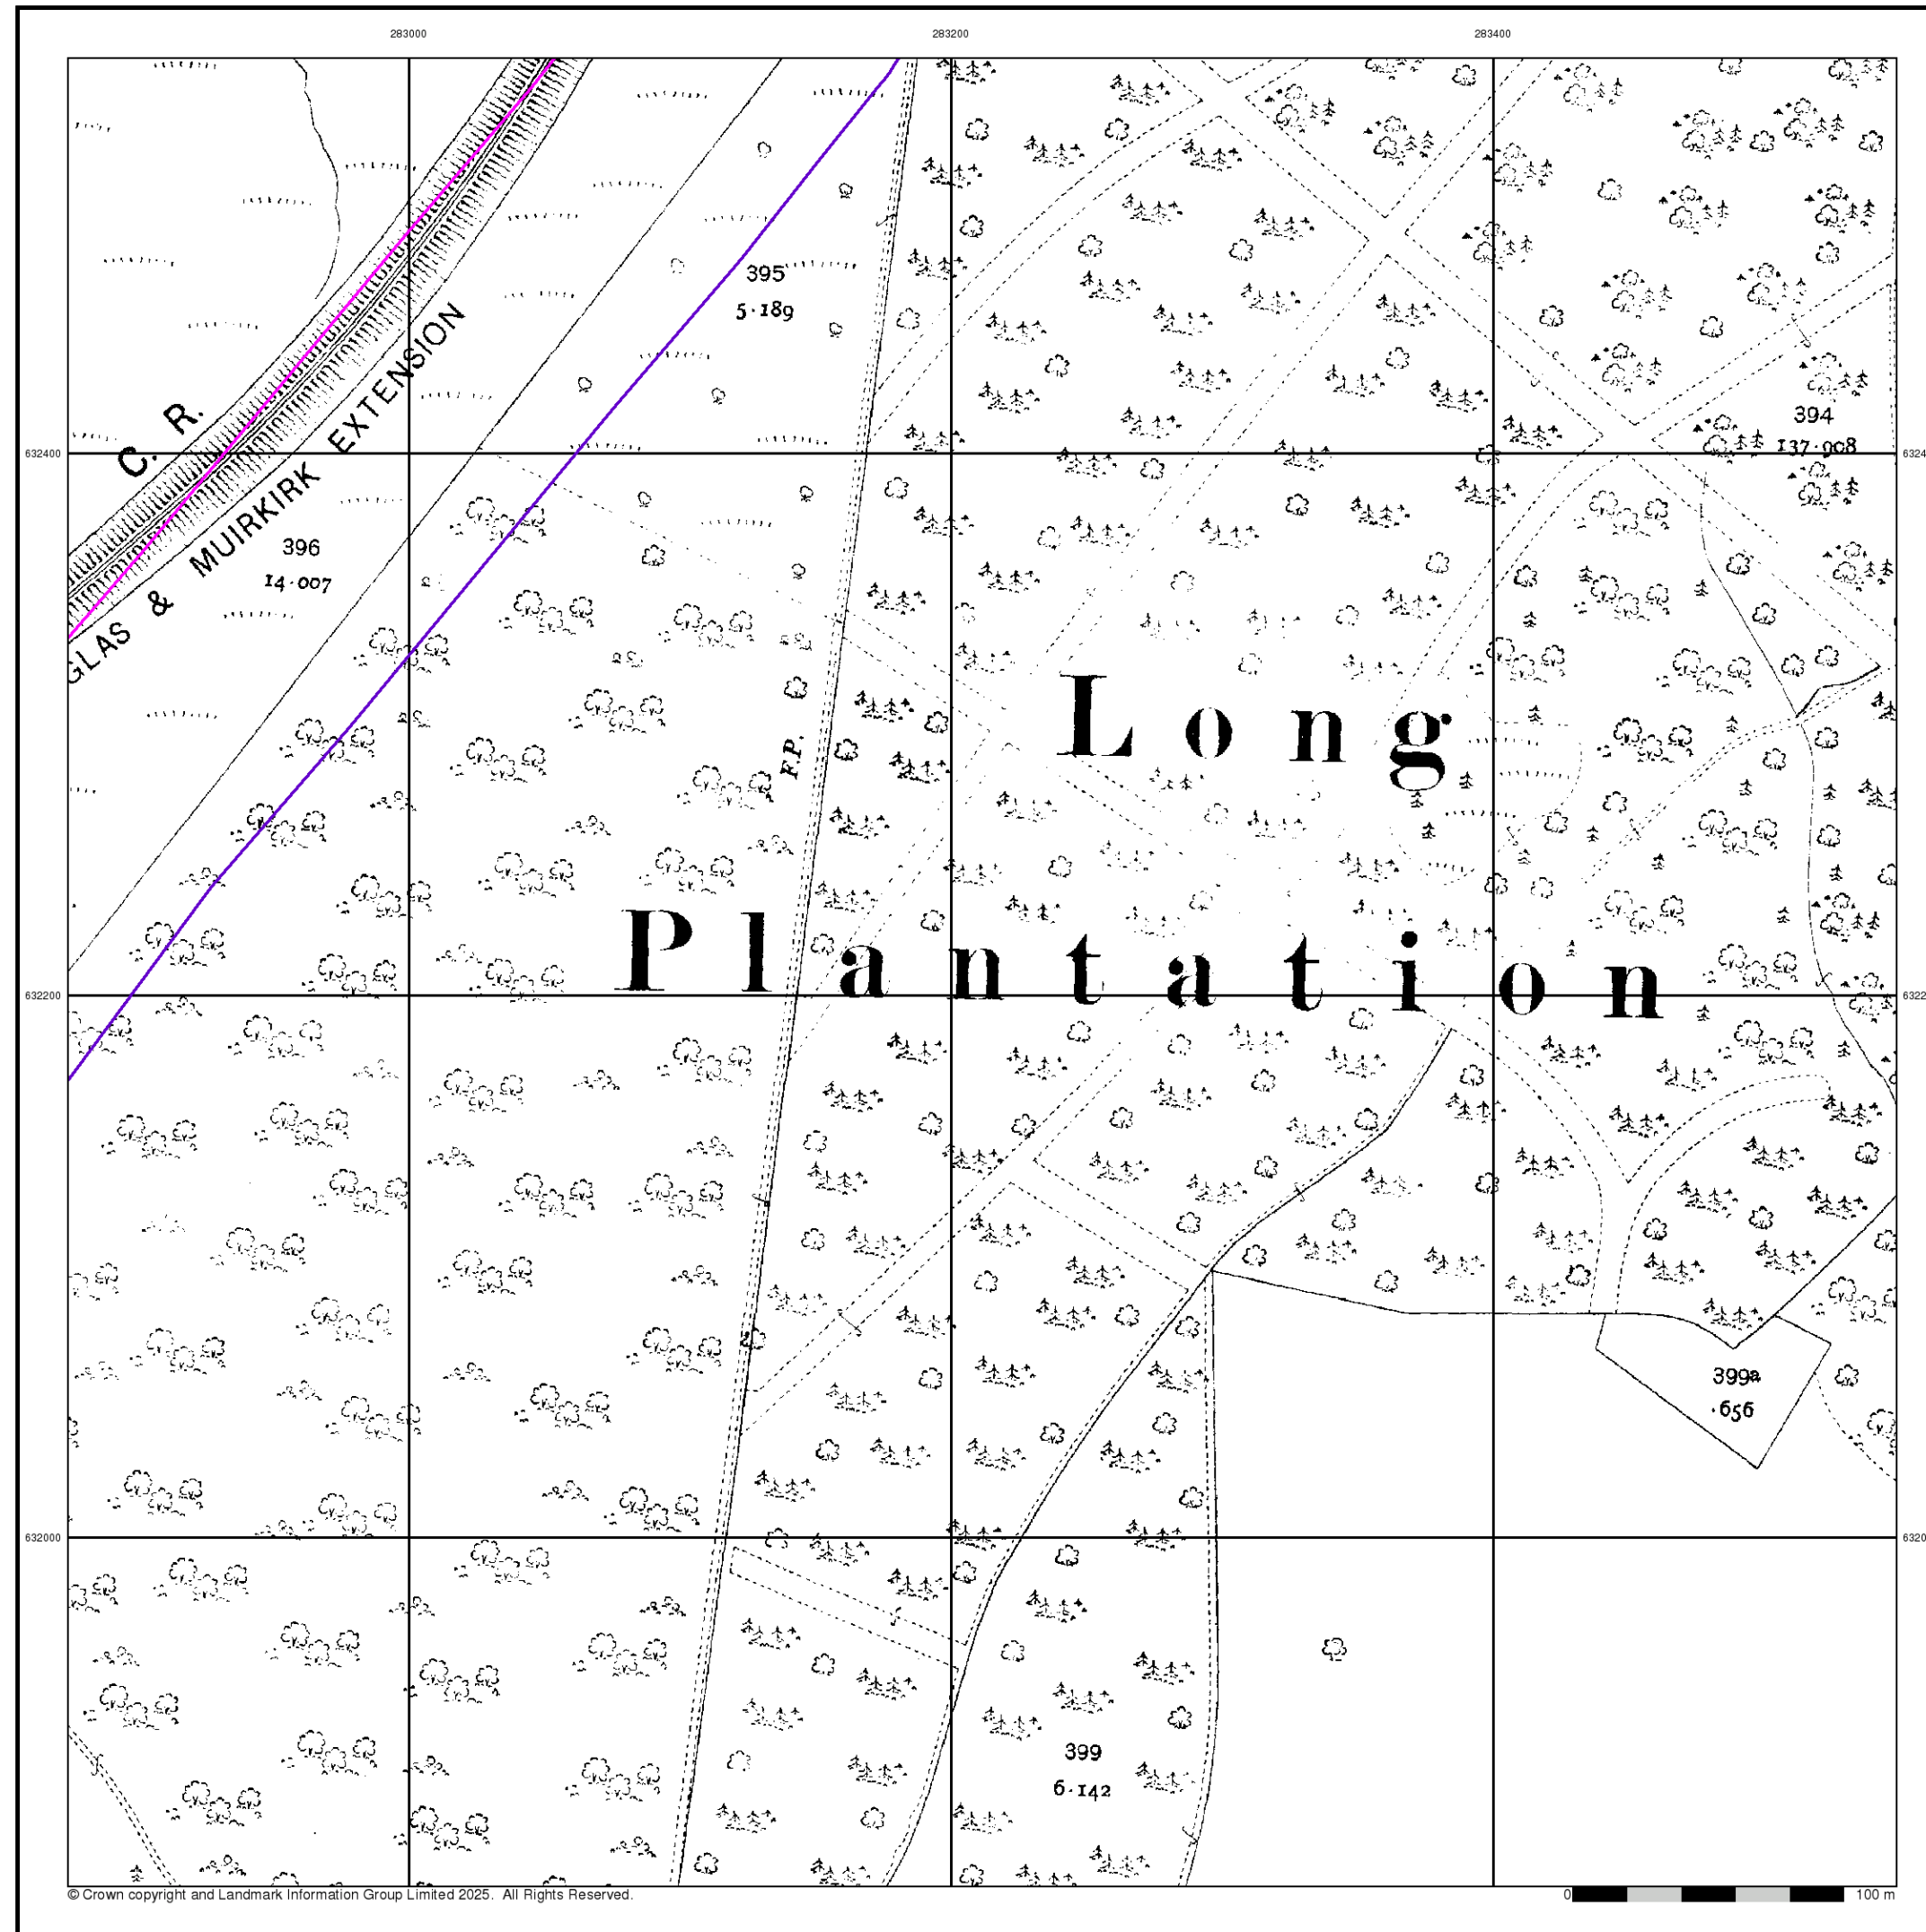 283000 283200 283400
395
5·189
C. R.
GLAS & MUIRKIRK EXTENSION
394
137·908
632400
396
14·007
Long
F.P.
Plantation
632200
399a
·656
632000
399
6·142
© Crown copyright and Landmark Information Group Limited 2025. All Rights Reserved.
0 100 m